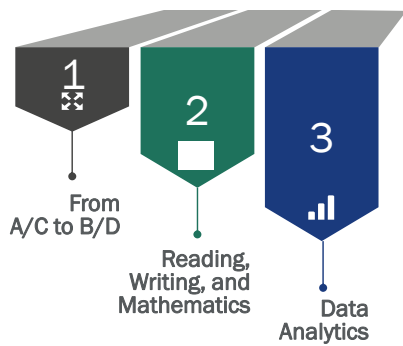 1
2
3
From
A/C to B/D
Reading,
Writing, and
Mathematics
Data
Analytics